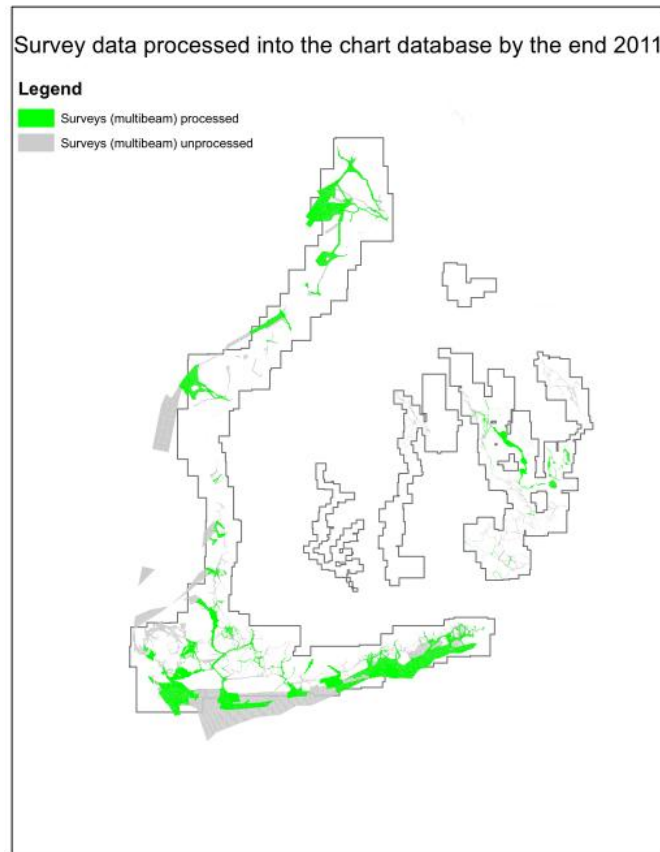 Survey data processed into the chart database by the end 2011
Legend
Surveys (multibeam) processed
Surveys (multibeam) unprocessed